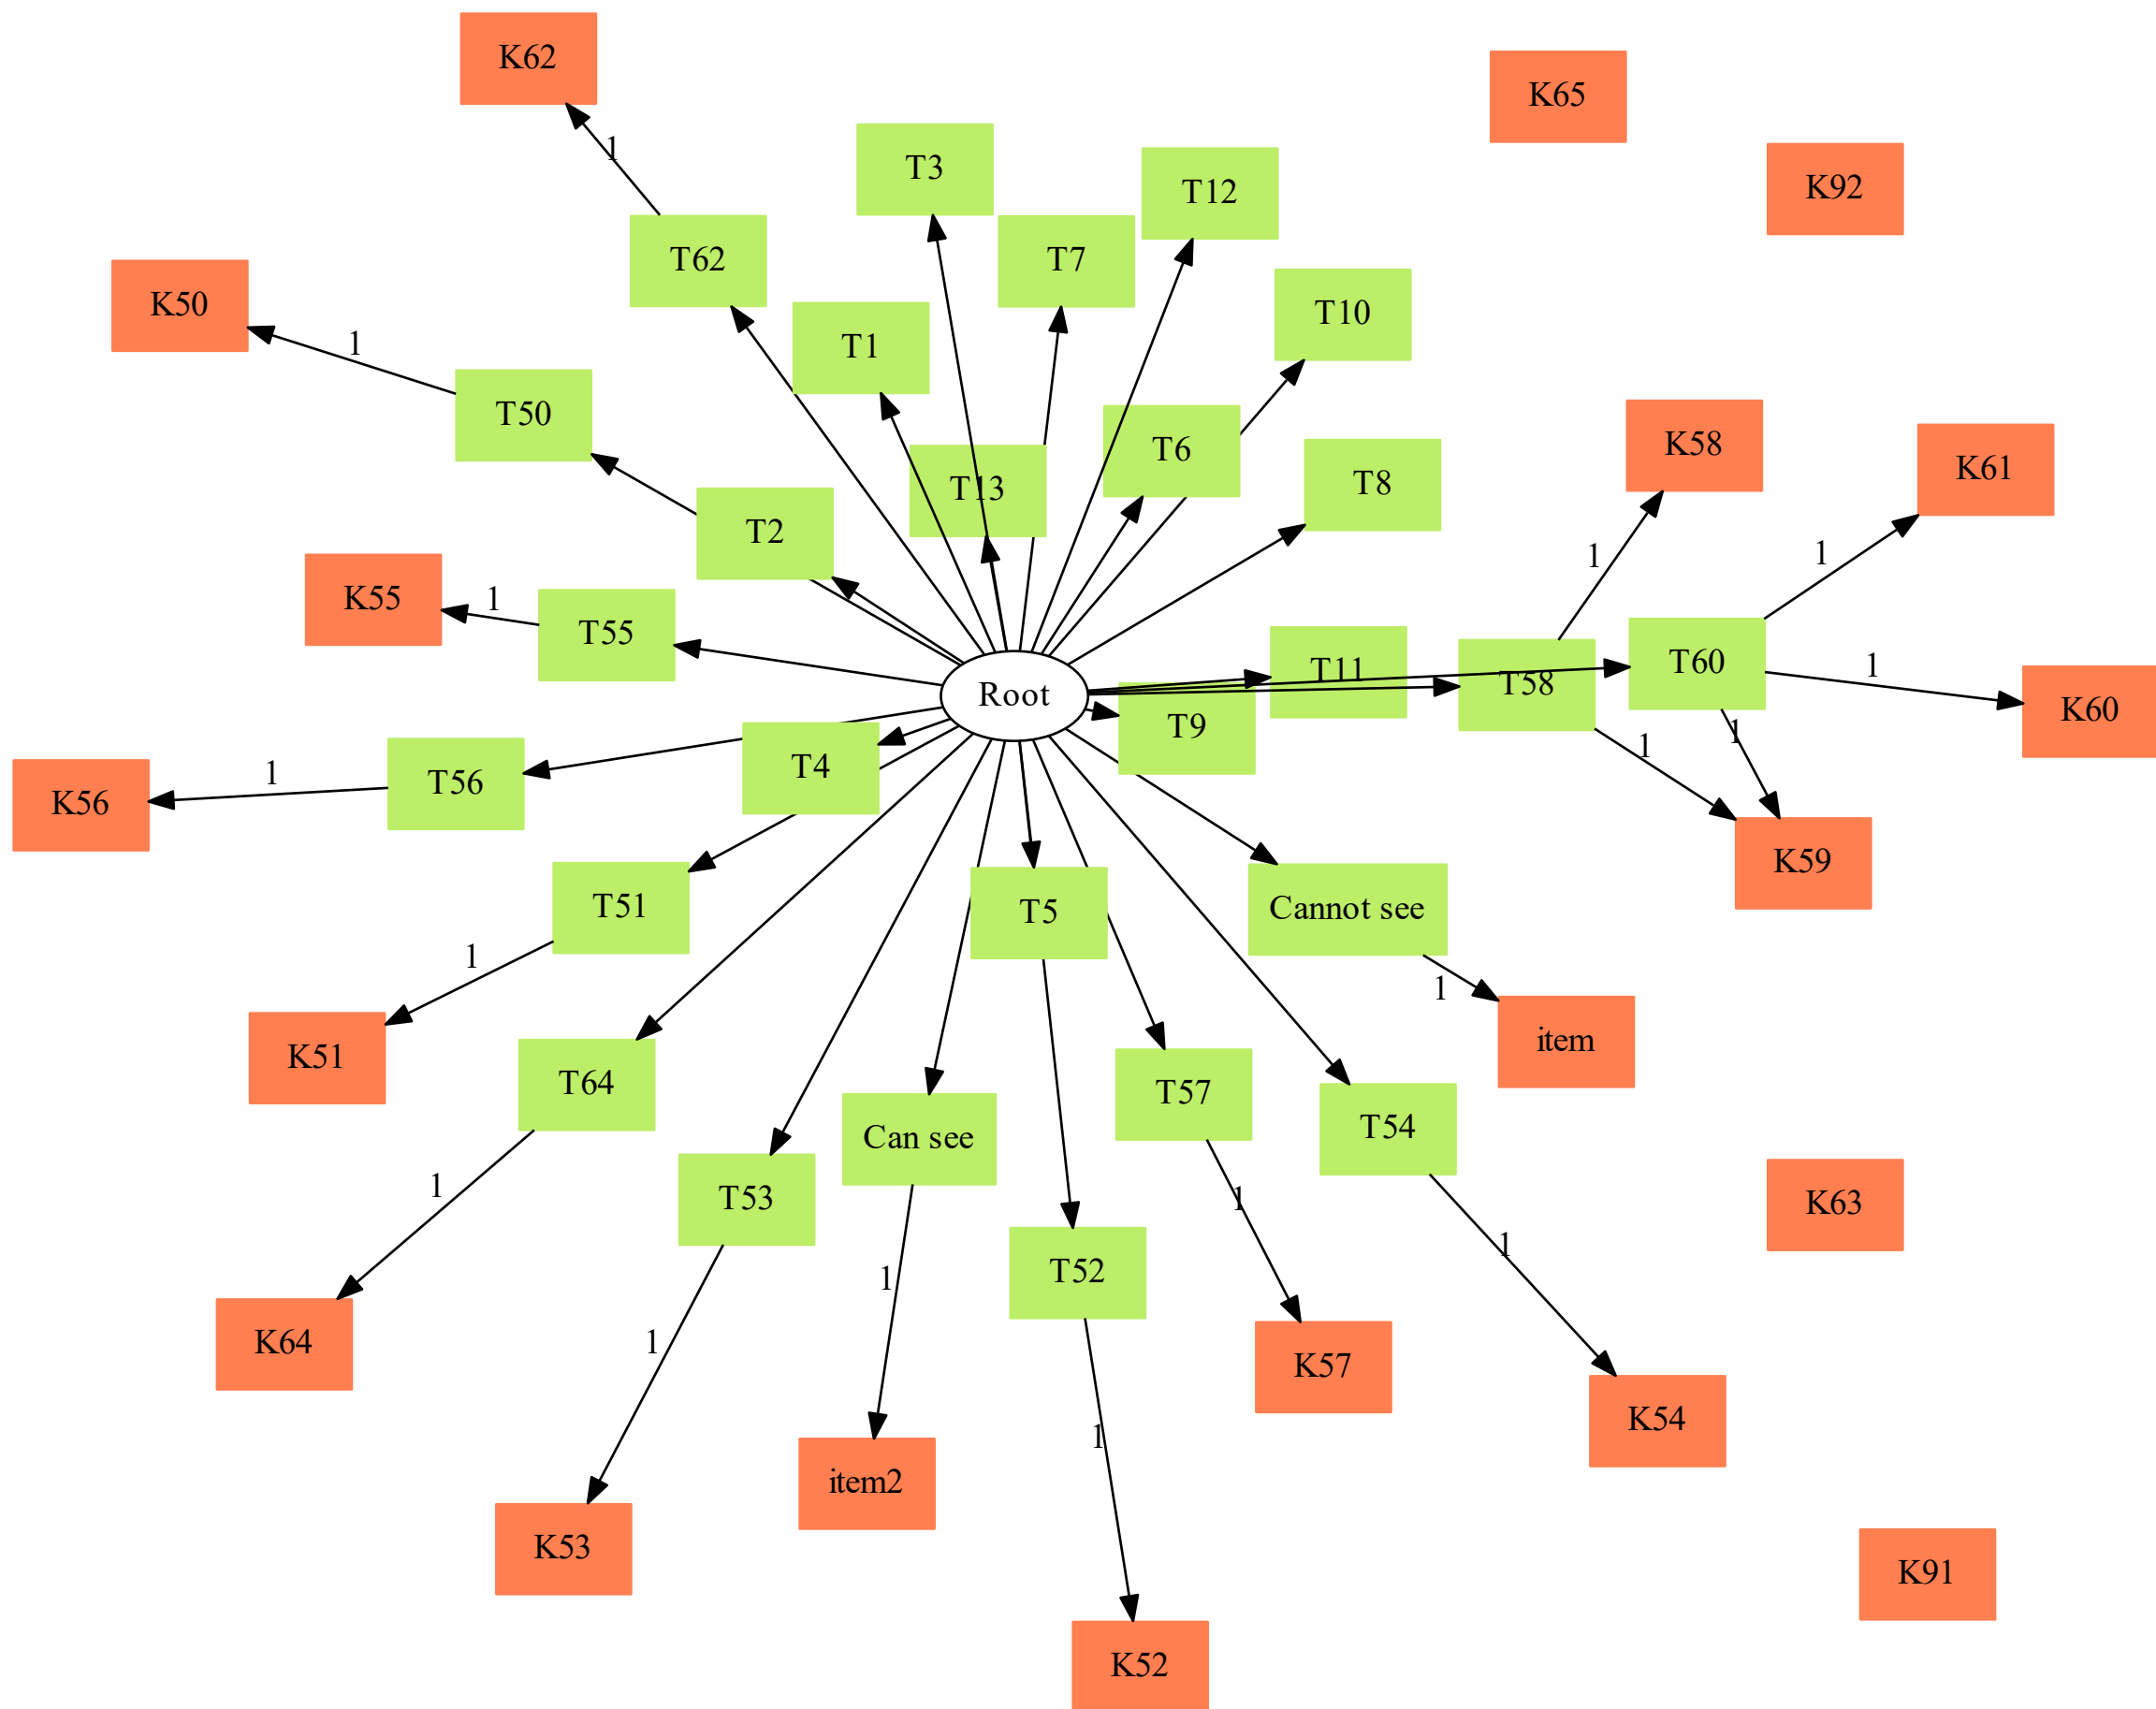 K62
K65
1
T3
K92
T12
T62
T7
K50
T10
1
T1
T50
K58
T6
K61
T8
T13
T2
1
1
K55
1
T55
T60
1
T11
T58
Root
K60
T9
1
1
T4
1
T56
K56
K59
T51
T5
Cannot see
1
1
item
K51
T64
T57
T54
Can see
1
T53
1
K63
1
T52
1
K64
1
K57
K54
1
item2
K53
K91
K52